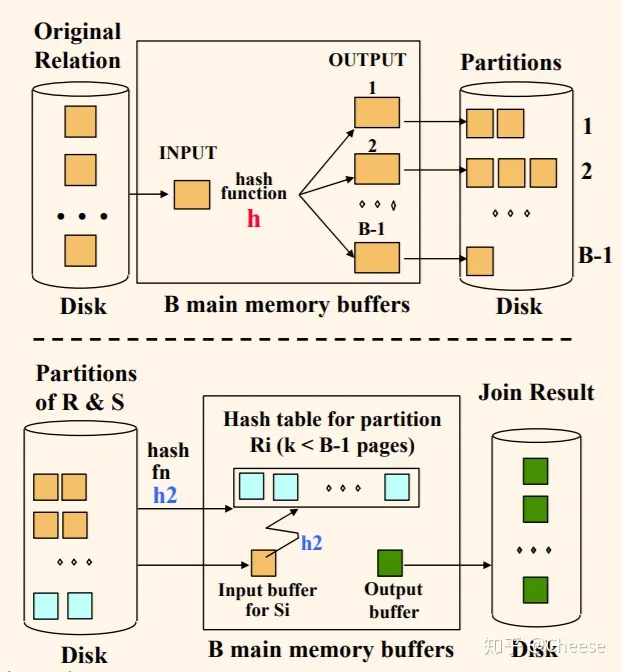 Original
Relation
OUTPUT
Partitions
1
INPUT
hash
function
h
2
B-1
1
2
B-1
Disk
B main memory buffers
Disk
Partitions
of R & S
hash
fn
h2
Hash table for partition
Ri (k < B-1 pages)
h2
Input buffer
for Si
Output
buffer
Join Result
Disk
B main memory buffers
Disk
知乎 @Cheese